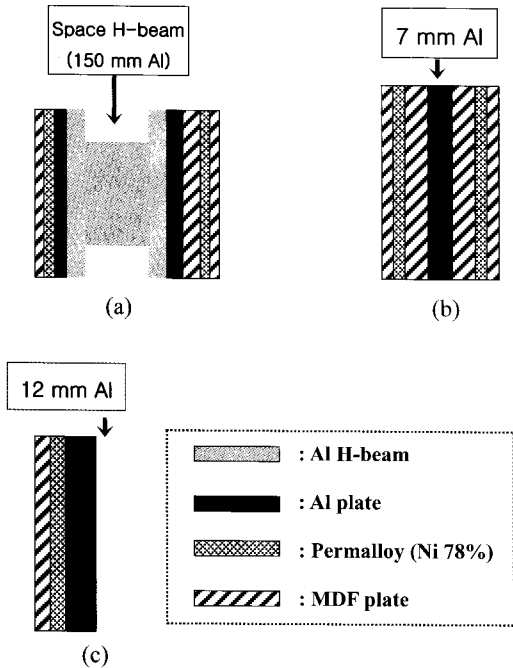 Space H-beam
(150 mm Al)
7 mm Al
(a)
(b)
12 mm Al
: Al H-beam
: Al plate
: Permalloy (Ni 78%)
: MDF plate
(c)